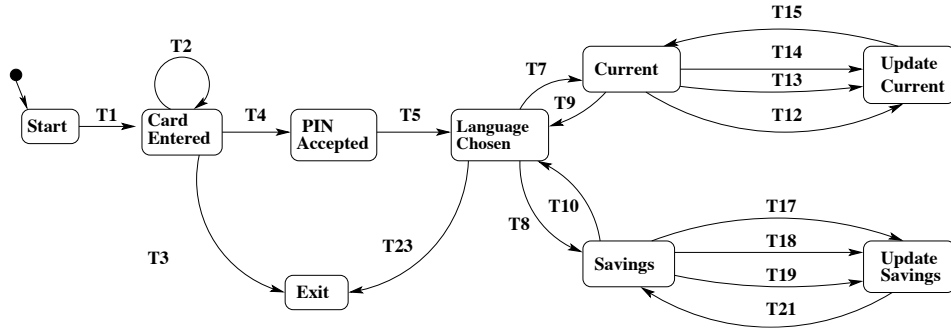 T15
T2
T14
T7
Current
Update
Current
T13
T9
T1
T4
T5
T12
Start
Card
Entered
PIN
Accepted
Language
Chosen
T10
T17
T8
T18
T23
T3
Savings
Update
Savings
T19
Exit
T21